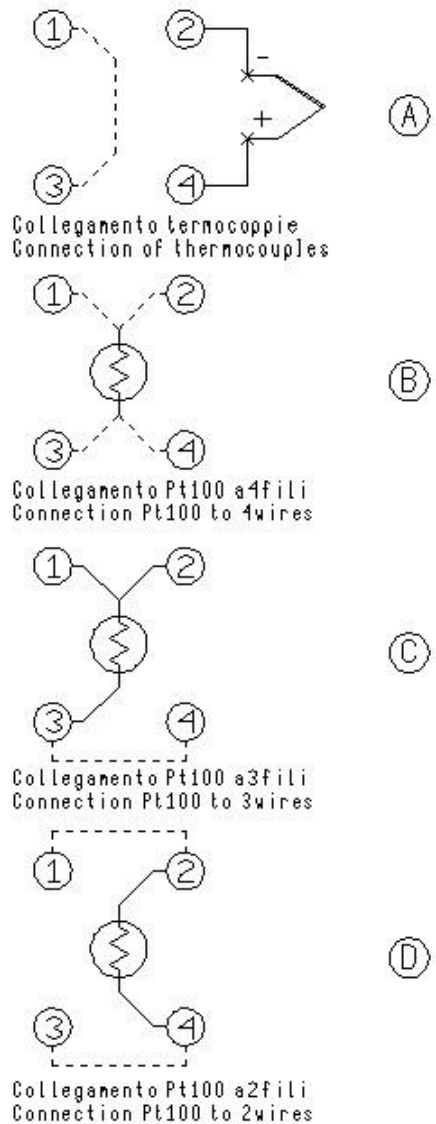 1 2
- 
+
A
3 4
Collegamento termocoppie
Connection of thermocouples
1 2
B
3 4
Collegamento Pt100 a4fili
Connection Pt100 to 4wires
1 2
C
3 4
Collegamento Pt100 a3fili
Connection Pt100 to 3wires
1 2
D
3 4
Collegamento Pt100 a2fili
Connection Pt100 to 2wires